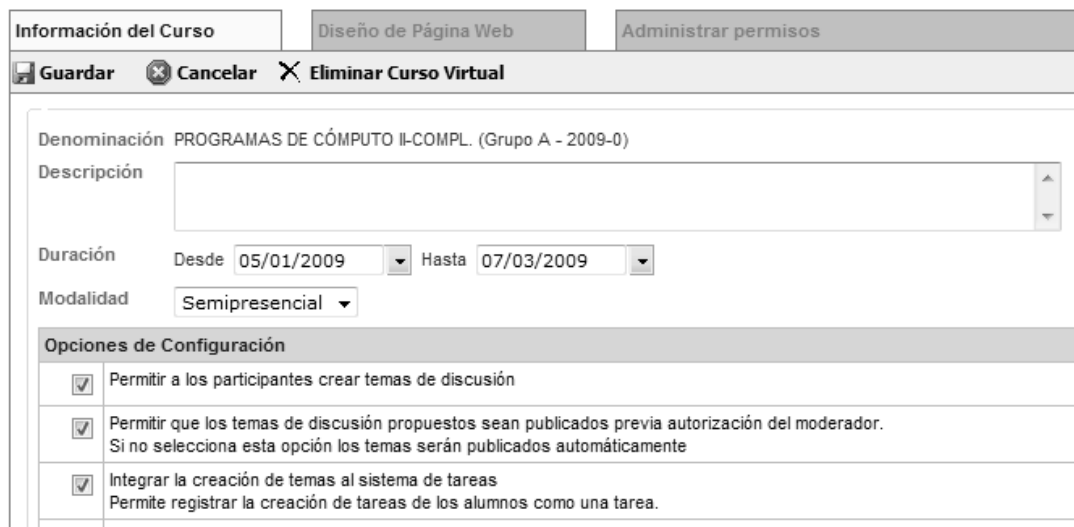 Información del Curso Diseño de Página Web Administrar permisos
Guardar Cancelar Eliminar Curso Virtual
Denominación PROGRAMAS DE CÓMPUTO II-COMPL. (Grupo A - 2009-0)
Descripción
Duración Desde 05/01/2009 Hasta 07/03/2009
Modalidad Semipresencial
Opciones de Configuración
Permitir a los participantes crear temas de discusión
Permitir que los temas de discusión propuestos sean publicados previa autorización del moderador.
Si no selecciona esta opción los temas serán publicados automáticamente
Integrar la creación de temas al sistema de tareas
Permite registrar la creación de tareas de los alumnos como una tarea.